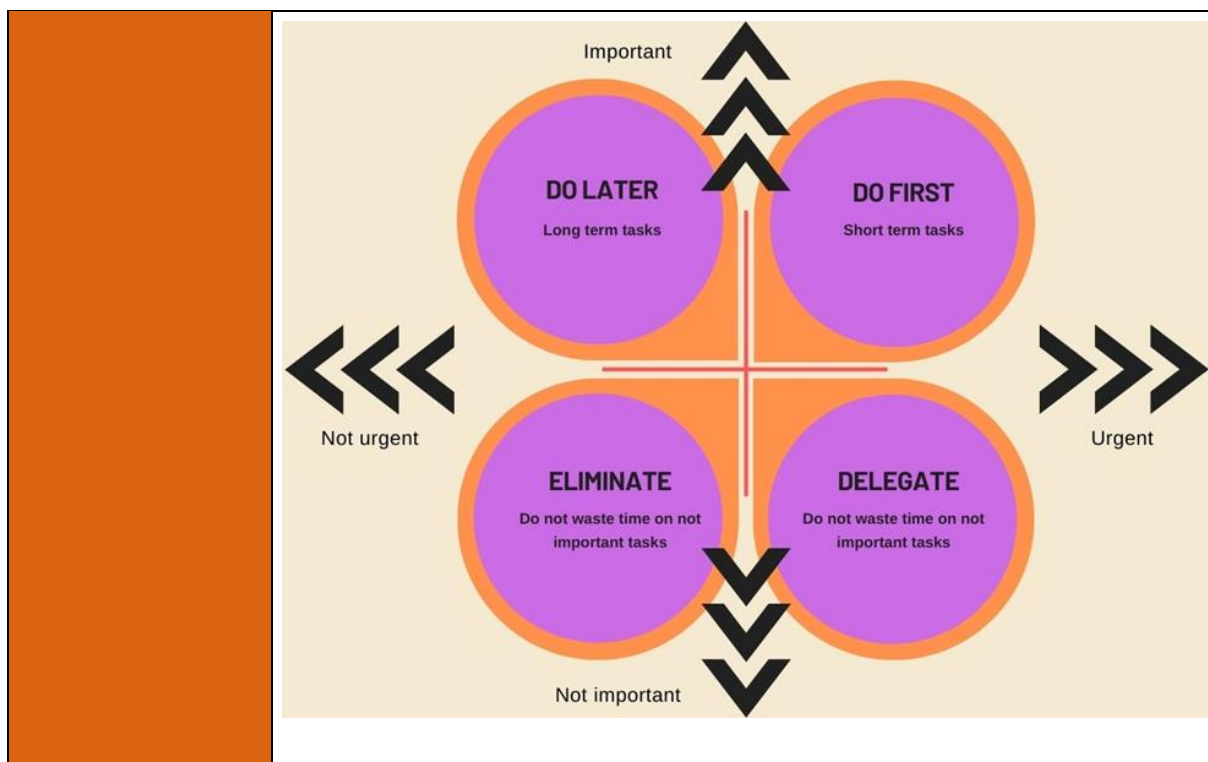 Important
DO LATER
Long term tasks
DO FIRST
Short term tasks
Not urgent
Urgent
ELIMINATE
Do not waste time on not
important tasks
DELEGATE
Do not waste time on not
important tasks
Not important